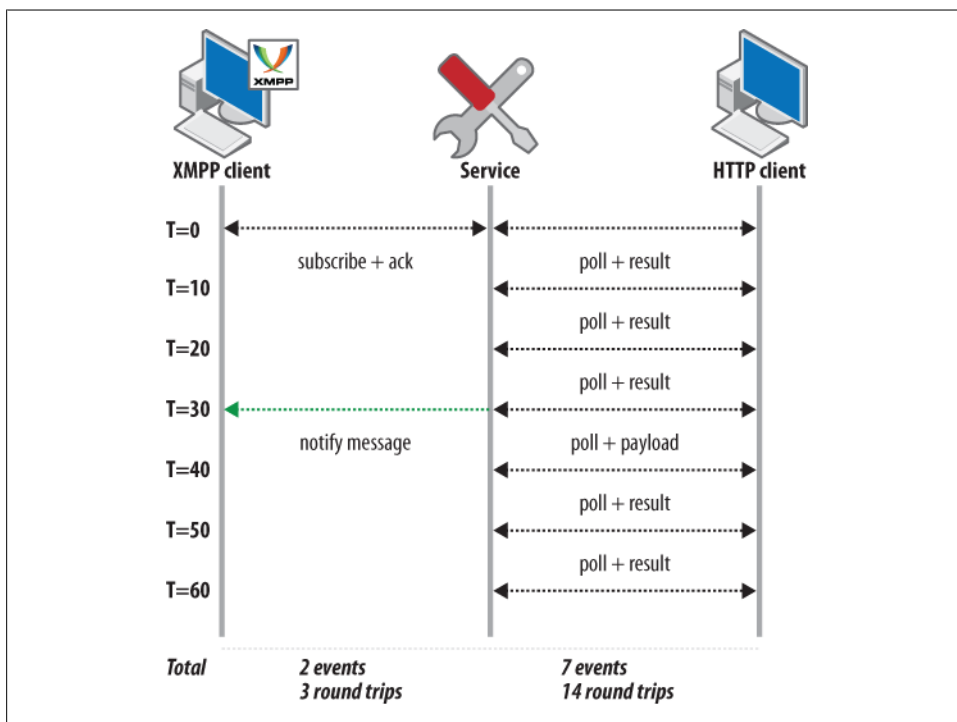 XMPP
XMPP client
Service
HTTP client
T=0
subscribe + ack
poll + result
T=10
poll + result
T=20
poll + result
T=30
notify message
poll + payload
T=40
poll + result
T=50
poll + result
T=60
Total
2 events
7 events
3 round trips
14 round trips